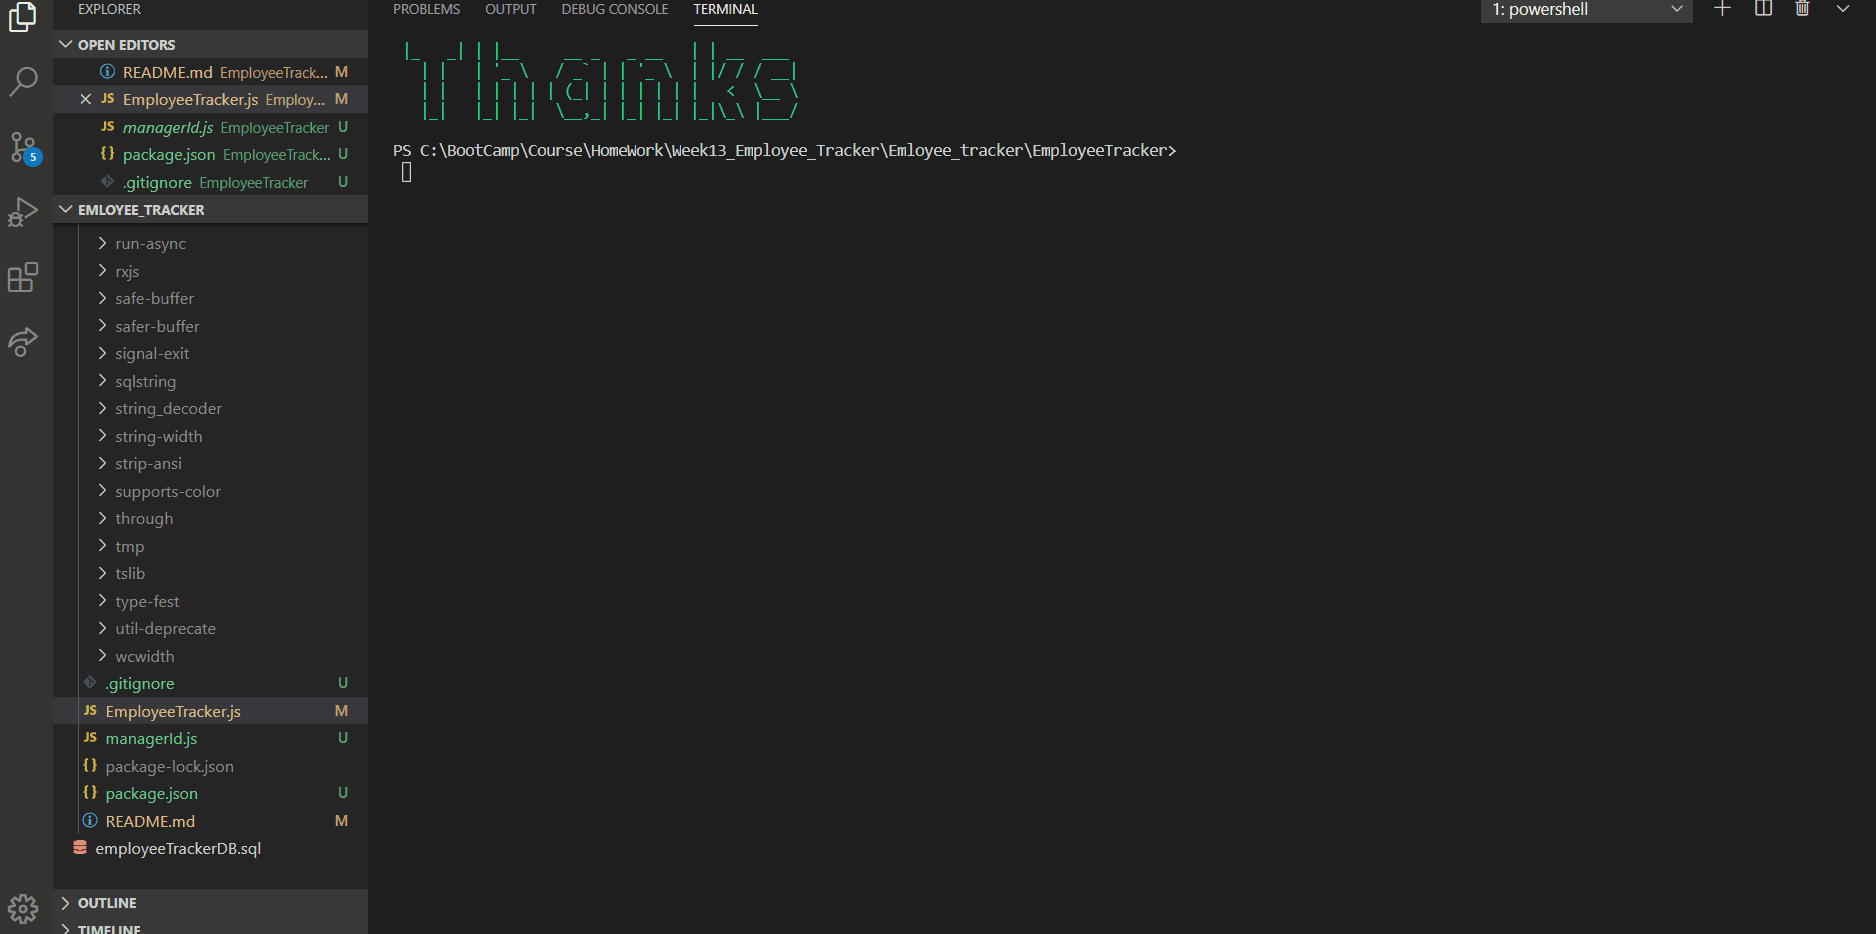 EXPLORER
OPEN EDITORS
README.md EmployeeTrack... M
JS EmployeeTracker.js Employ... M
JS managerId.js EmployeeTracker U
{} package.json EmployeeTrack... U
.gitignore EmployeeTracker U
EMLOYEE_TRACKER
run-async
rxjs
safe-buffer
safer-buffer
signal-exit
sqlstring
string_decoder
string-width
strip-ansi
supports-color
through
tmp
tslib
type-fest
util-deprecate
wcwidth
.gitignore U
JS EmployeeTracker.js M
JS managerId.js U
{} package-lock.json
{} package.json U
README.md M
employeeTrackerDB.sql
OUTLINE
TIMELINE
5
PROBLEMS OUTPUT DEBUG CONSOLE TERMINAL 1: powershell
Thanks
PS C:\BootCamp\Course\HomeWork\Week13_Employee_Tracker\Emloyee_tracker\EmployeeTracker>